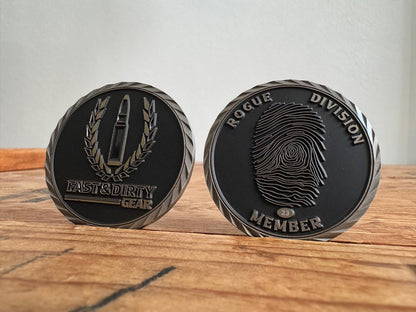 FAST&DIRTY
GEAR
ROGUE DIVISION
23
MEMBER